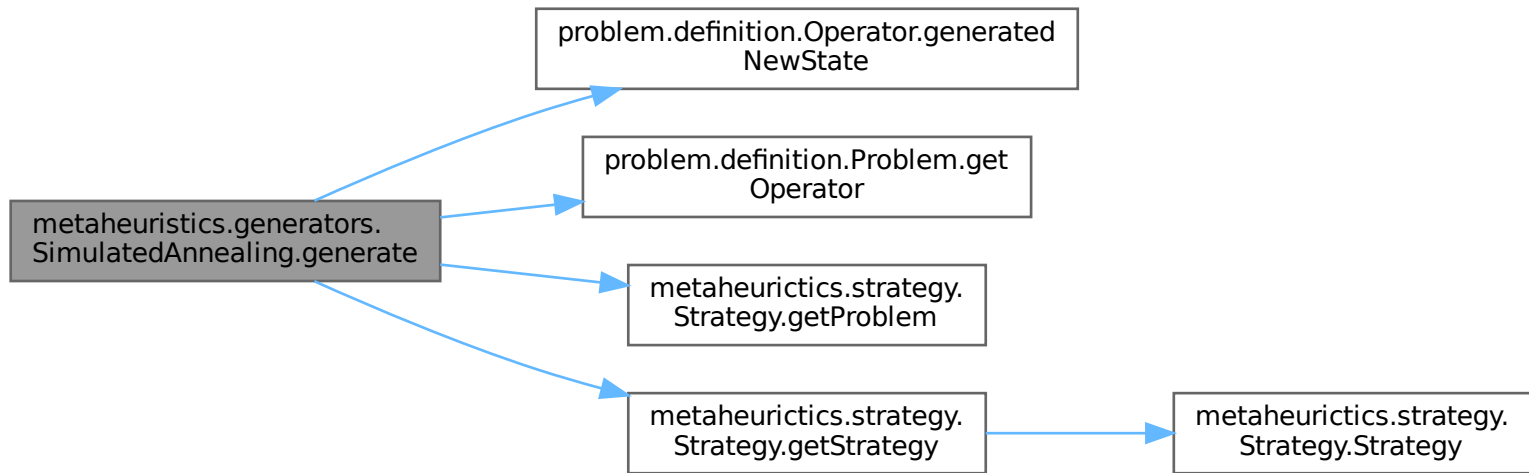 problem.definition.Operator.generated
NewState
problem.definition.Problem.get
Operator
metaheuristics.generators.
SimulatedAnnealing.generate
metaheurictics.strategy.
Strategy.getProblem
metaheurictics.strategy.
Strategy.getStrategy
metaheurictics.strategy.
Strategy.Strategy